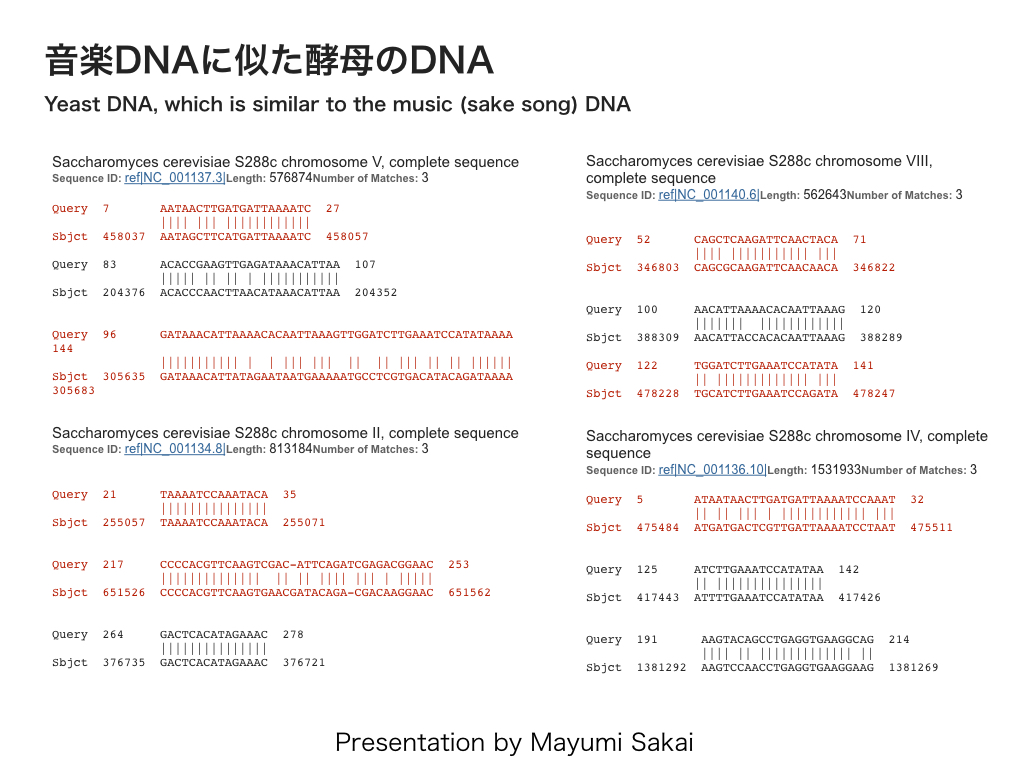 音楽DNAに似た酵母のDNA
Yeast DNA, which is similar to the music (sake song) DNA
Saccharomyces cerevisiae S288c chromosome V, complete sequence
Sequence ID: ref|NC_001137.3|Length: 576874Number of Matches: 3
Query 7 AATAACTTGATGATTAAAATC 27
|||| ||| ||||||||||||
Sbjct 458037 AATAGCTTCATGATTAAAATC 458057
Query 83 ACACCGAAGTTGAGATAAACATTAA 107
||||| || || | |||||||||||
Sbjct 204376 ACACCCAACTTAACATAAACATTAA 204352
Query 96 GATAAACATTAAAACACAATTAAAGTTGGATCTTGAAATCCATATAAAA
144
||||||||||| |  | ||| |||  ||  || ||| || || ||||||
Sbjct 305635 GATAAACATTATAGAATAATGAAAAATGCCTCGTGACATACAGATAAAA
305683
Saccharomyces cerevisiae S288c chromosome II, complete sequence
Sequence ID: ref|NC_001134.8|Length: 813184Number of Matches: 3
Query 21 TAAAATCCAAATACA 35
|||||||||||||||
Sbjct 255057 TAAAATCCAAATACA 255071
Query 217 CCCCACGTTCAAGTCGAC-ATTCAGATCGAGACGGAAC 253
||||||||||||||  || || |||| ||| | |||||
Sbjct 651526 CCCCACGTTCAAGTGAACGATACAGA-CGACAAGGAAC 651562
Query 264 GACTCACATAGAAAC 278
|||||||||||||||
Sbjct 376735 GACTCACATAGAAAC 376721
Saccharomyces cerevisiae S288c chromosome VIII,
complete sequence
Sequence ID: ref|NC_001140.6|Length: 562643Number of Matches: 3
Query 52 CAGCTCAAGATTCAACTACA 71
|||| ||||||||||| |||
Sbjct 346803 CAGCGCAAGATTCAACAACA 346822
Query 100 AACATTAAAACACAATTAAAG 120
|||||||  ||||||||||||
Sbjct 388309 AACATTACCACACAATTAAAG 388289
Query 122 TGGATCTTGAAATCCATATA 141
|| ||||||||||||| |||
Sbjct 478228 TGCATCTTGAAATCCAGATA 478247
Saccharomyces cerevisiae S288c chromosome IV, complete
sequence
Sequence ID: ref|NC_001136.10|Length: 1531933Number of Matches: 3
Query 5 ATAATAACTTGATGATTAAAATCCAAAT 32
|| || ||| | |||||||||||| |||
Sbjct 475484 ATGATGACTCGTTGATTAAAATCCTAAT 475511
Query 125 ATCTTGAAATCCATATAA 142
|| |||||||||||||||
Sbjct 417443 ATTTTGAAATCCATATAA 417426
Query 191 AAGTACAGCCTGAGGTGAAGGCAG 214
|||| || ||||||||||||| ||
Sbjct 1381292 AAGTCCAACCTGAGGTGAAGGAAG 1381269
Presentation by Mayumi Sakai